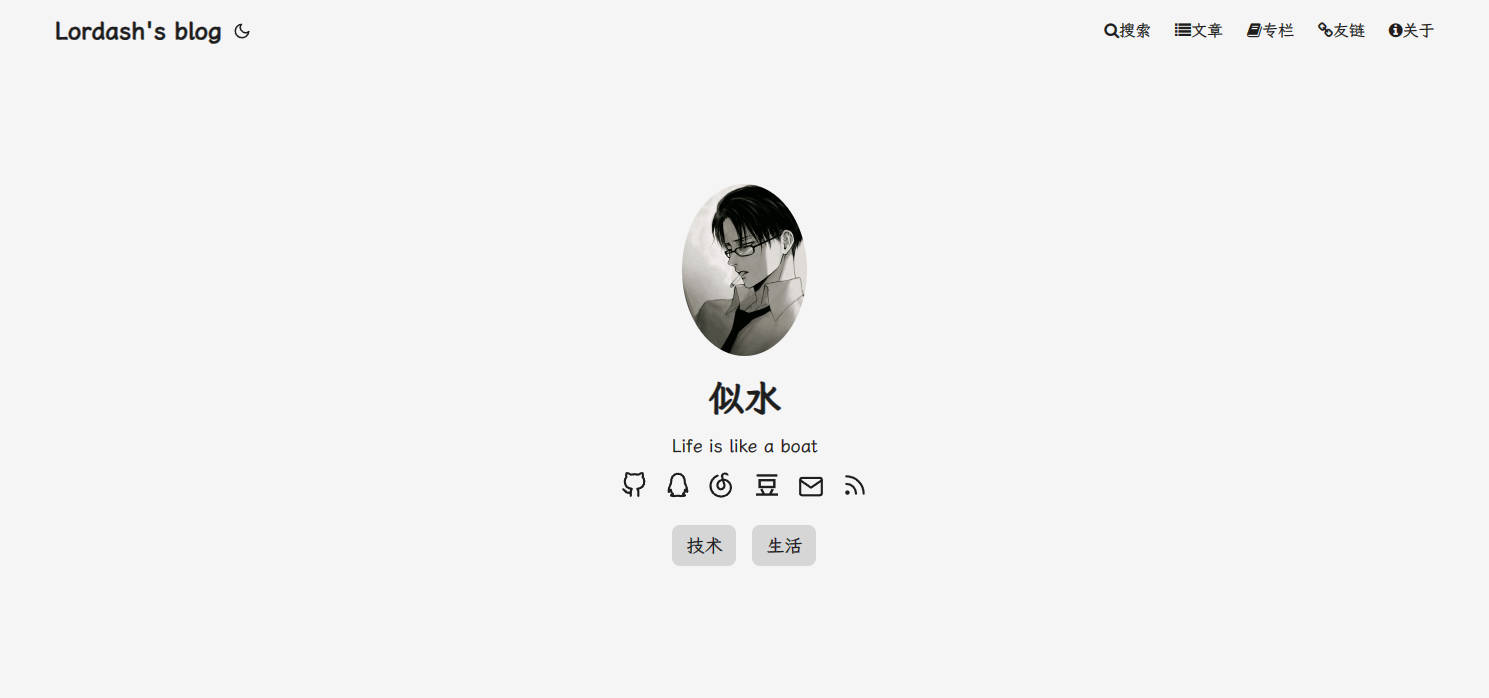 Lordash's blog
搜索 文章 专栏 友链 关于
似水
Life is like a boat
豆
技术 生活